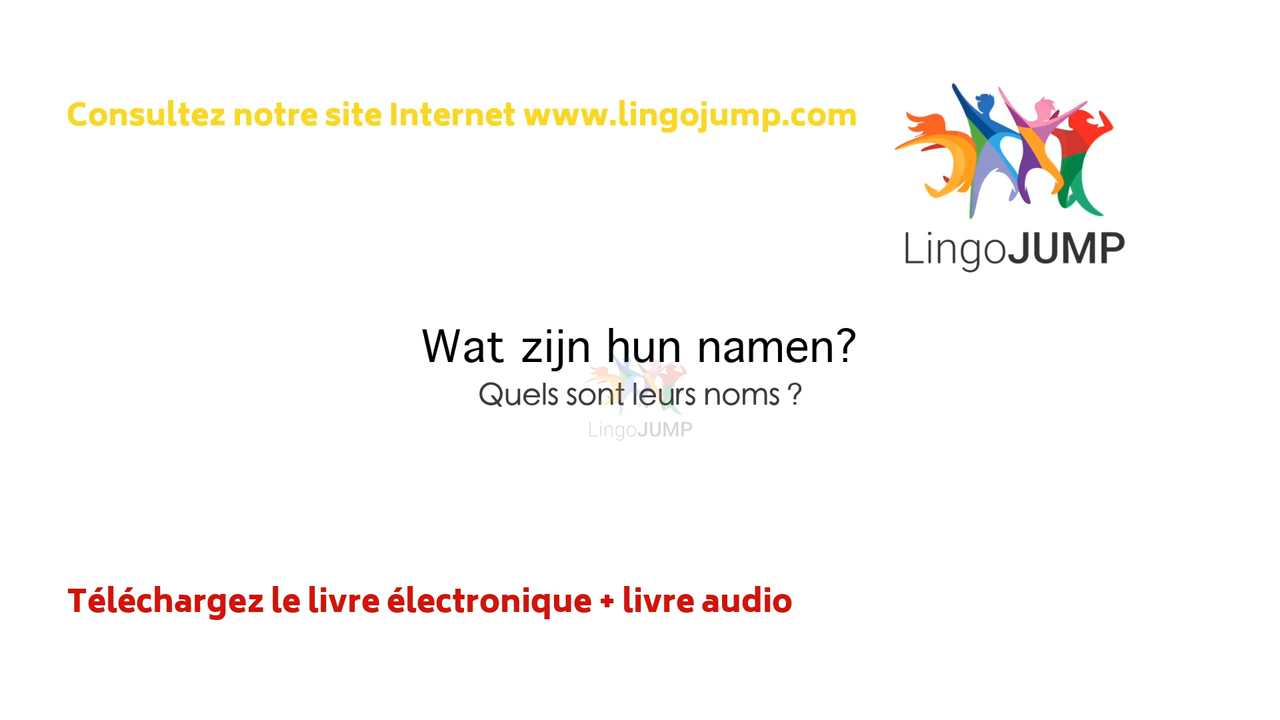 Consultez notre site Internet www.lingojump.com
LingoJUMP
Wat zijn hun namen?
Quels sont leurs noms ?
LingoJUMP
Téléchargez le livre électronique + livre audio